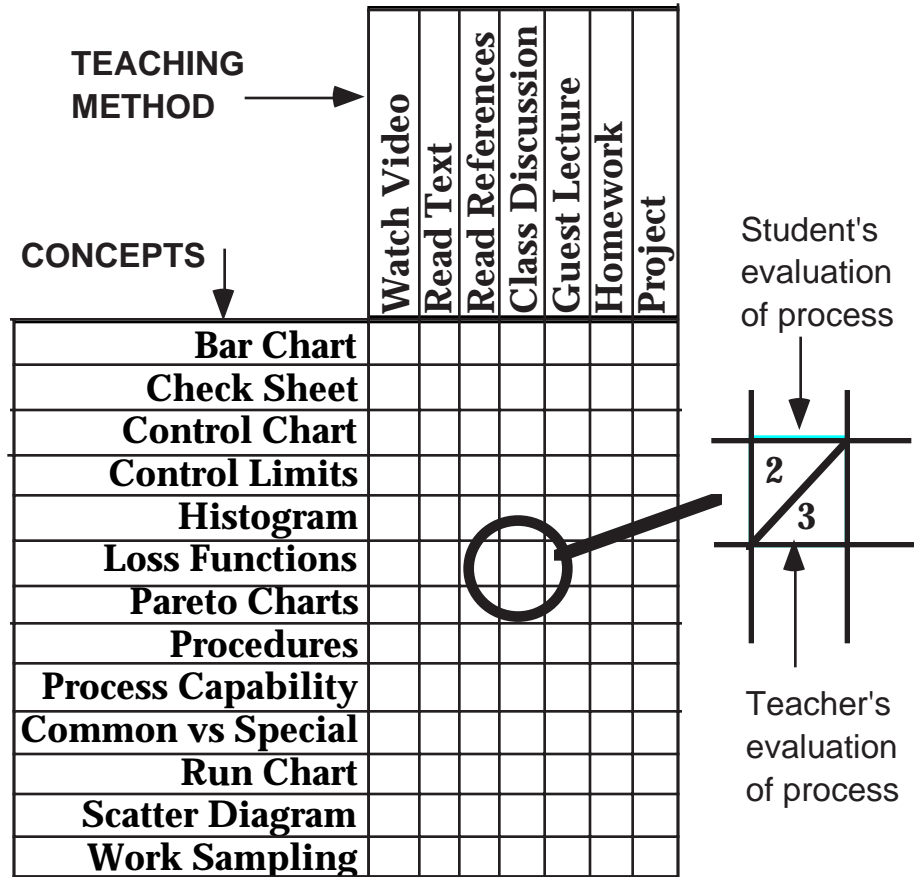 TEACHING
METHOD
Watch Video
Read Text
Read References
Class Discussion
Guest Lecture
Homework
Project
CONCEPTS
Student's
evaluation
of process
Bar Chart
Check Sheet
Control Chart
Control Limits
Histogram
Loss Functions
Pareto Charts
Procedures
Process Capability
Common vs Special
Run Chart
Scatter Diagram
Work Sampling
2
3
Teacher's
evaluation
of process